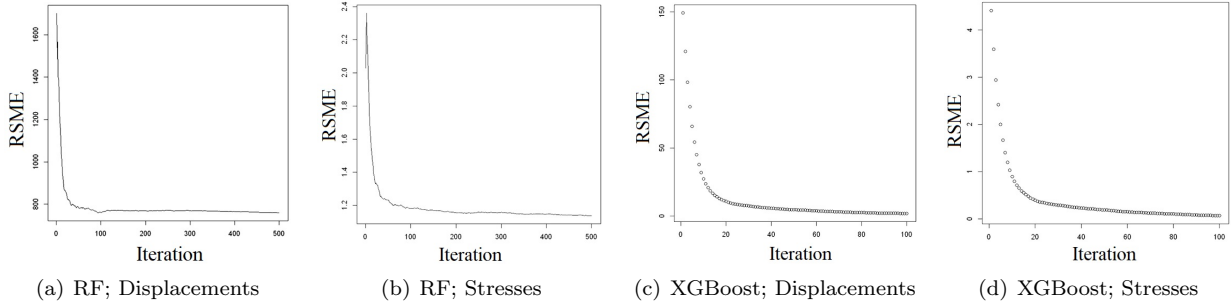 RSME
1600
1400
1200
1000
800
0 100 200 300 400 500
Iteration
(a) RF; Displacements
RSME
2.4
2.2
2.0
1.8
1.6
1.4
1.2
0 100 200 300 400 500
Iteration
(b) RF; Stresses
RSME
150
100
50
0
0 20 40 60 80 100
Iteration
(c) XGBoost; Displacements
RSME
4
3
2
1
0
0 20 40 60 80 100
Iteration
(d) XGBoost; Stresses